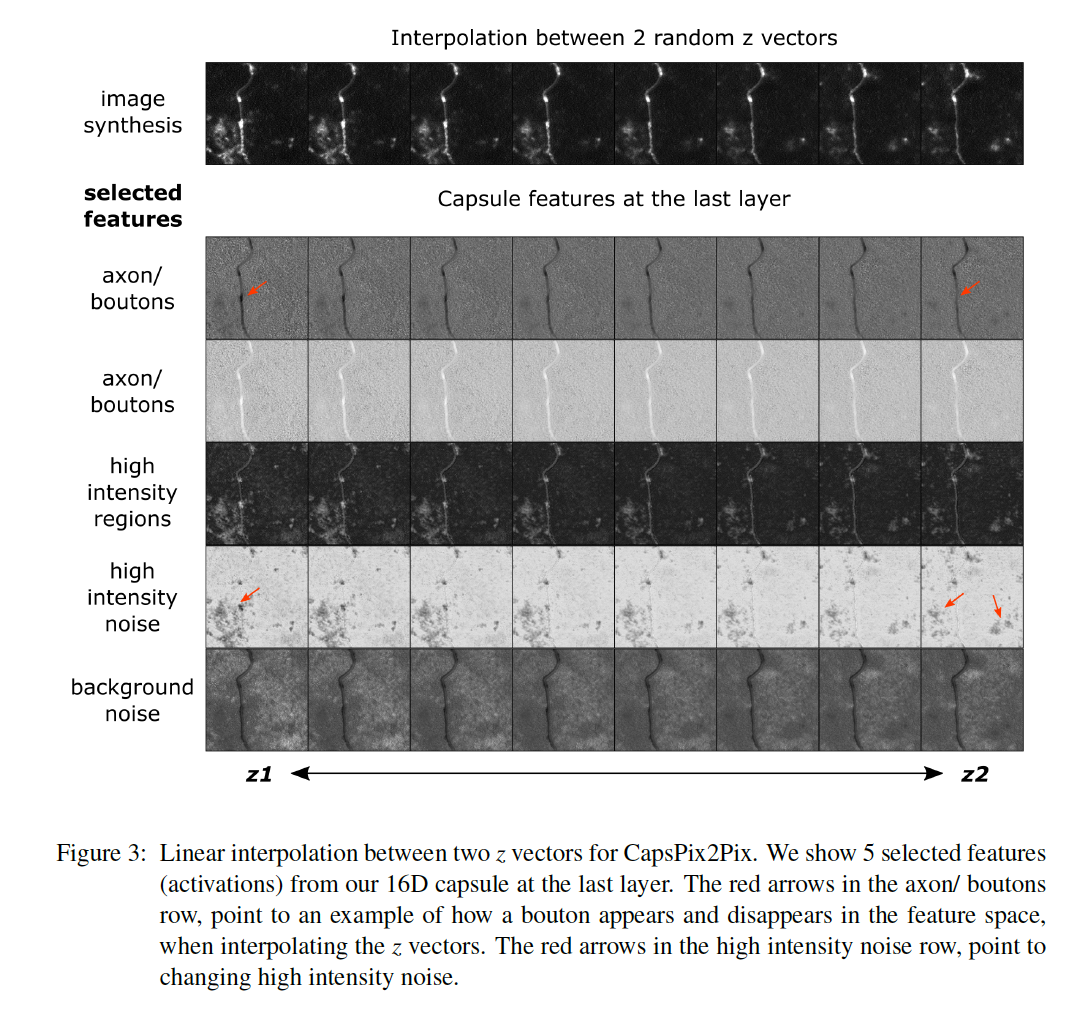 Interpolation between 2 random z vectors
image
synthesis
selected
features
Capsule features at the last layer
axon/
boutons
axon/
boutons
high
intensity
regions
high
intensity
noise
background
noise
z1
z2
Figure 3: Linear interpolation between two z vectors for CapsPix2Pix. We show 5 selected features
(activations) from our 16D capsule at the last layer. The red arrows in the axon/ boutons
row, point to an example of how a bouton appears and disappears in the feature space,
when interpolating the z vectors. The red arrows in the high intensity noise row, point to
changing high intensity noise.